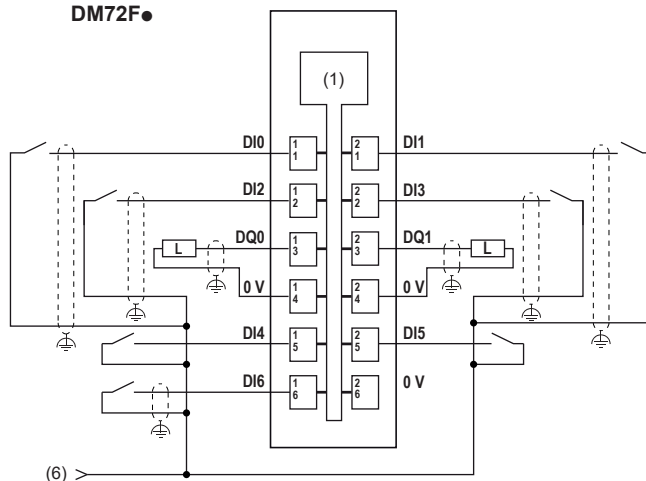 DM72F●
(1)
DI0 1 1 2 1 DI1
DI2 1 2 2 2 DI3
L DQ0 1 3 2 3 DQ1 L
0 V 1 4 2 4 0 V
DI4 1 5 2 5 DI5
DI6 1 6 2 6 0 V
(6)